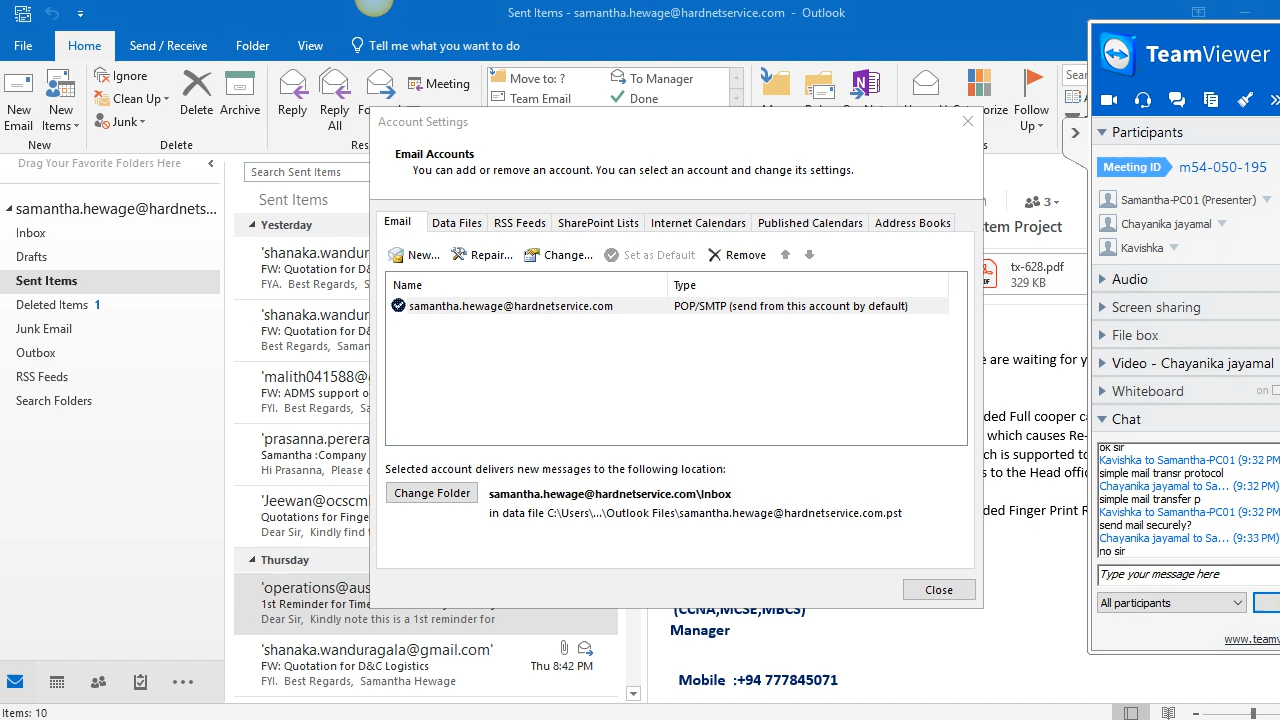 Sent Items - samantha.hewage@hardnetservice.com - Outlook
File Home Send / Receive Folder View Tell me what you want to do
New Email
New Items
New
Ignore
Clean Up
Junk
Delete
Archive
Delete
Reply
Reply All
Meeting
Move to: ?
Team Email
To Manager
Done
Follow Up
Drag Your Favorite Folders Here
samantha.hewage@hardnets...
Inbox
Drafts
Sent Items
Deleted Items 1
Junk Email
Outbox
RSS Feeds
Search Folders
Search Sent Items
Sent Items
Yesterday
'shanaka.wandur
FW: Quotation of D
FYA. Best Regards,
'shanaka.wandur
FW: Quotation for D
Best Regards, Saman
'malith041588@
FW: ADMS support o
FYI. Best Regards,
'prasanna.perera
Samantha :Company
Hi Prasanna, Please
'Jeewan@ocscml
Quotations for Finge
Dear Sir, Kindly find
Thursday
'operations@aus
1st Reminder for Time
Dear Sir, Kindly note this is a 1st reminder for
'shanaka.wanduragala@gmail.com'
FW: Quotation for D&C Logistics Thu 8:42 PM
FYI. Best Regards, Samantha Hewage
Items: 10
Account Settings
Email Accounts
You can add or remove an account. You can select an account and change its settings.
Email Data Files RSS Feeds SharePoint Lists Internet Calendars Published Calendars Address Books
New... Repair... Change... Set as Default Remove
Name Type
samantha.hewage@hardnetservice.com POP/SMTP (send from this account by default)
Selected account delivers new messages to the following location:
Change Folder samantha.hewage@hardnetservice.com\Inbox
in data file C:\Users\...\Outlook Files\samantha.hewage@hardnetservice.com.pst
Close
3
stem Project
tx-628.pdf
329 KB
e are waiting for y
ded Full cooper ca
which causes Re-
ch is supported to
s to the Head offic
ded Finger Print R
(CCNA,MCSE,MBCS)
Manager
Mobile :+94 777845071
TeamViewer
Participants
Meeting ID m54-050-195
Samantha-PC01 (Presenter)
Chayanika jayamal
Kavishka
Audio
Screen sharing
File box
Video - Chayanika jayamal
Whiteboard on
Chat
ok sir
Kavishka to Samantha-PC01 (9:32 PM)
simple mail transr protocol
Chayanika jayamal to Sa... (9:32 PM)
simple mail transfer p
Kavishka to Samantha-PC01 (9:32 PM)
send mail securely?
Chayanika jayamal to Sa... (9:33 PM)
no sir
Type your message here
All participants
www.teamv